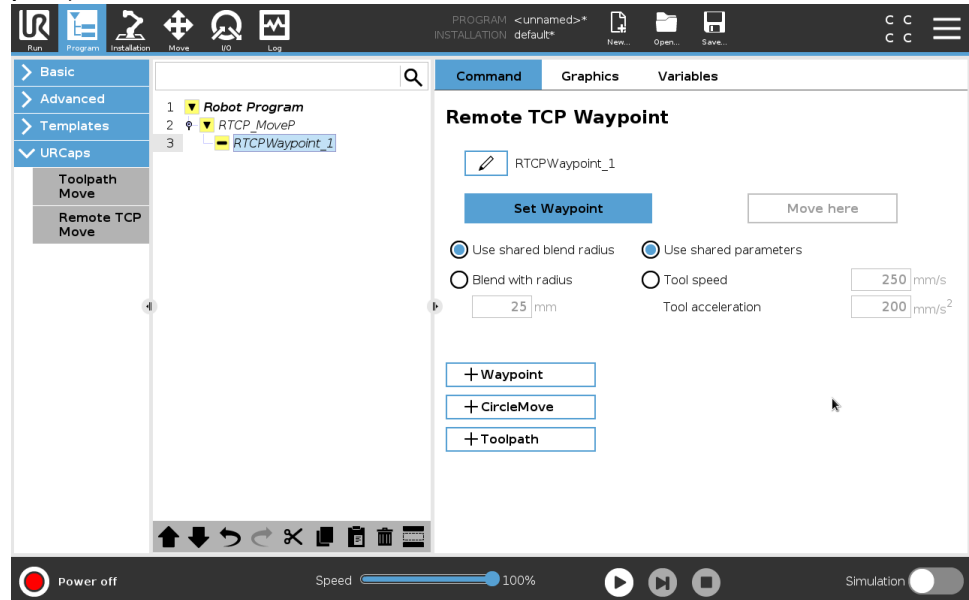 UR
PROGRAM <unnamed>*
INSTALLATION default*
C C
C C
Run Program Installation Move I/O Log New... Open... Save...
Basic
Advanced
Templates
URCaps
Toolpath
Move
Remote TCP
Move
1 Robot Program
2 RTCP_MoveP
3 RTCPWaypoint_1
Command Graphics Variables
Remote TCP Waypoint
RTCPWaypoint_1
Set Waypoint Move here
Use shared blend radius Use shared parameters
Blend with radius Tool speed 250 mm/s
25 mm Tool acceleration 200 mm/s²
+Waypoint
+CircleMove
+Toolpath
Power off Speed 100% Simulation